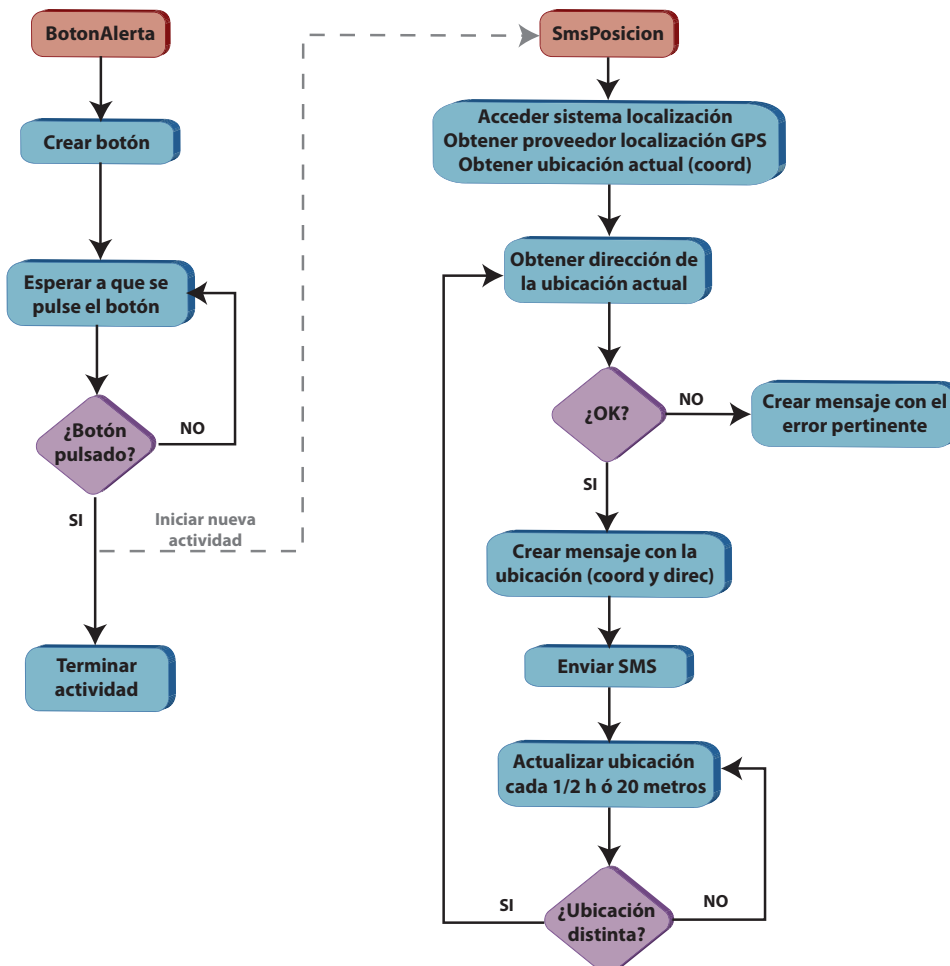 BotonAlerta
Crear botón
Esperar a que se
pulse el botón
¿Botón
pulsado?
NO
SI
Iniciar nueva
actividad
Terminar
actividad
SmsPosicion
Acceder sistema localización
Obtener proveedor localización GPS
Obtener ubicación actual (coord)
Obtener dirección de
la ubicación actual
¿OK?
NO
Crear mensaje con el
error pertinente
SI
Crear mensaje con la
ubicación (coord y direc)
Enviar SMS
Actualizar ubicación
cada 1/2 h ó 20 metros
¿Ubicación
distinta?
SI
NO